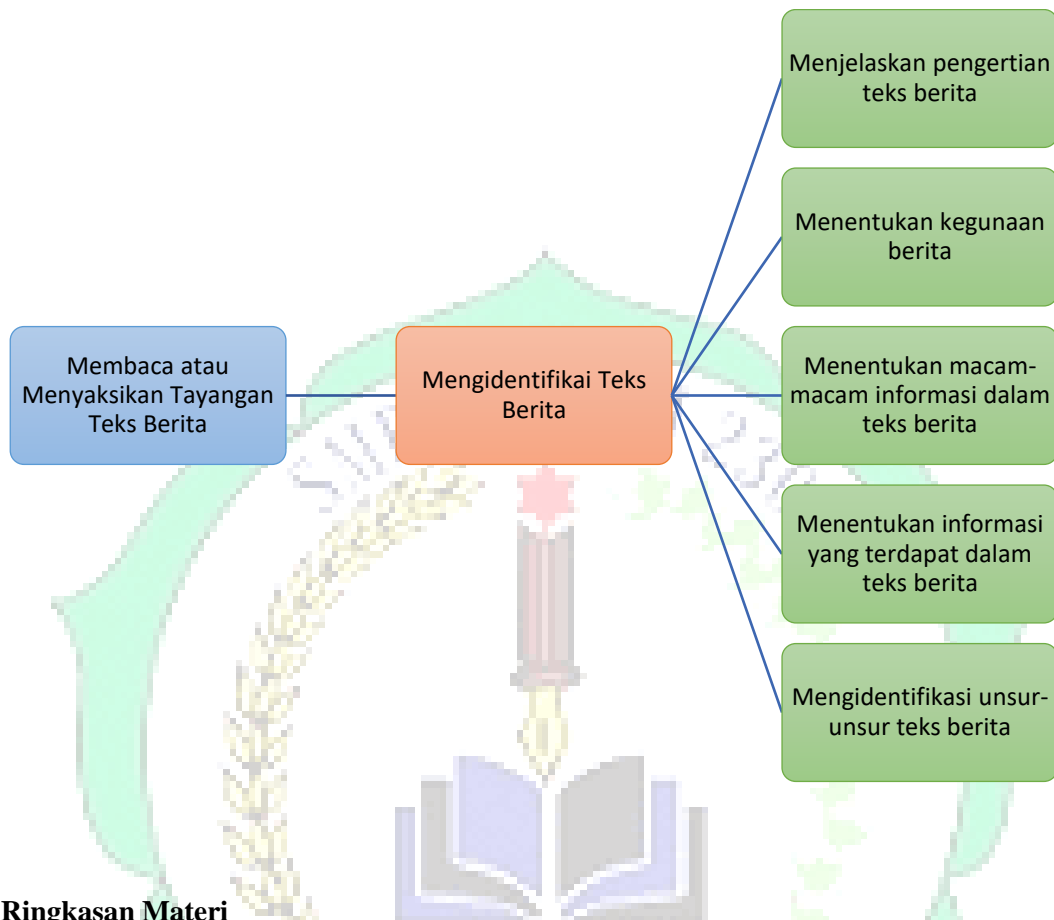 Membaca atau
Menyaksikan Tayangan
Teks Berita
Mengidentifikai Teks
Berita
Menjelaskan pengertian
teks berita
Menentukan kegunaan
berita
Menentukan macam-
macam informasi dalam
teks berita
Menentukan informasi
yang terdapat dalam
teks berita
Mengidentifikasi unsur-
unsur teks berita
Ringkasan Materi